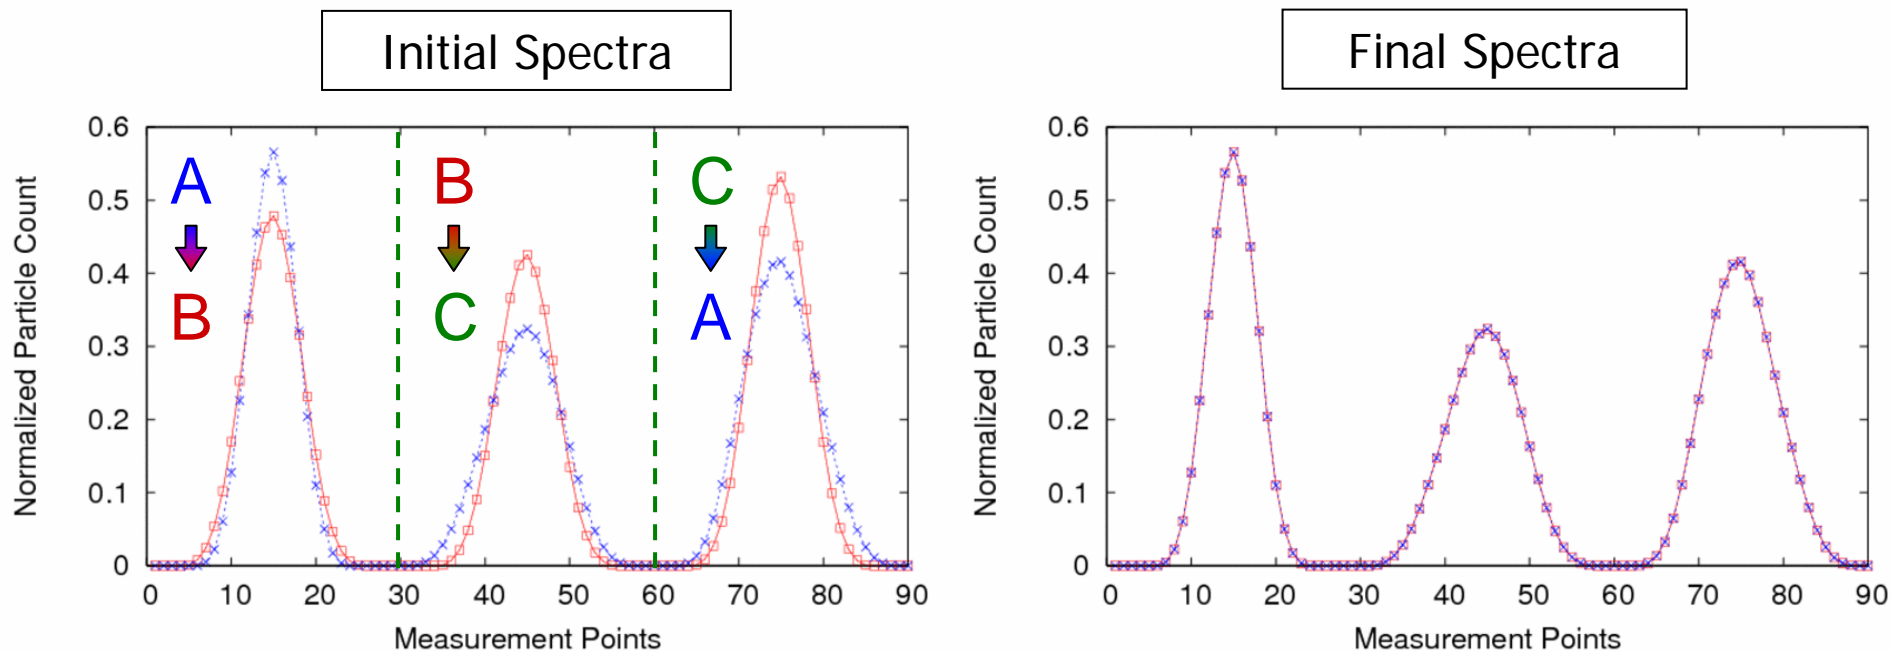 Initial Spectra
Normalized Particle Count
0.6
0.5
0.4
0.3
0.2
0.1
0
A
B
B
C
C
A
0 10 20 30 40 50 60 70 80 90
Measurement Points
Final Spectra
Normalized Particle Count
0.6
0.5
0.4
0.3
0.2
0.1
0
0 10 20 30 40 50 60 70 80 90
Measurement Points